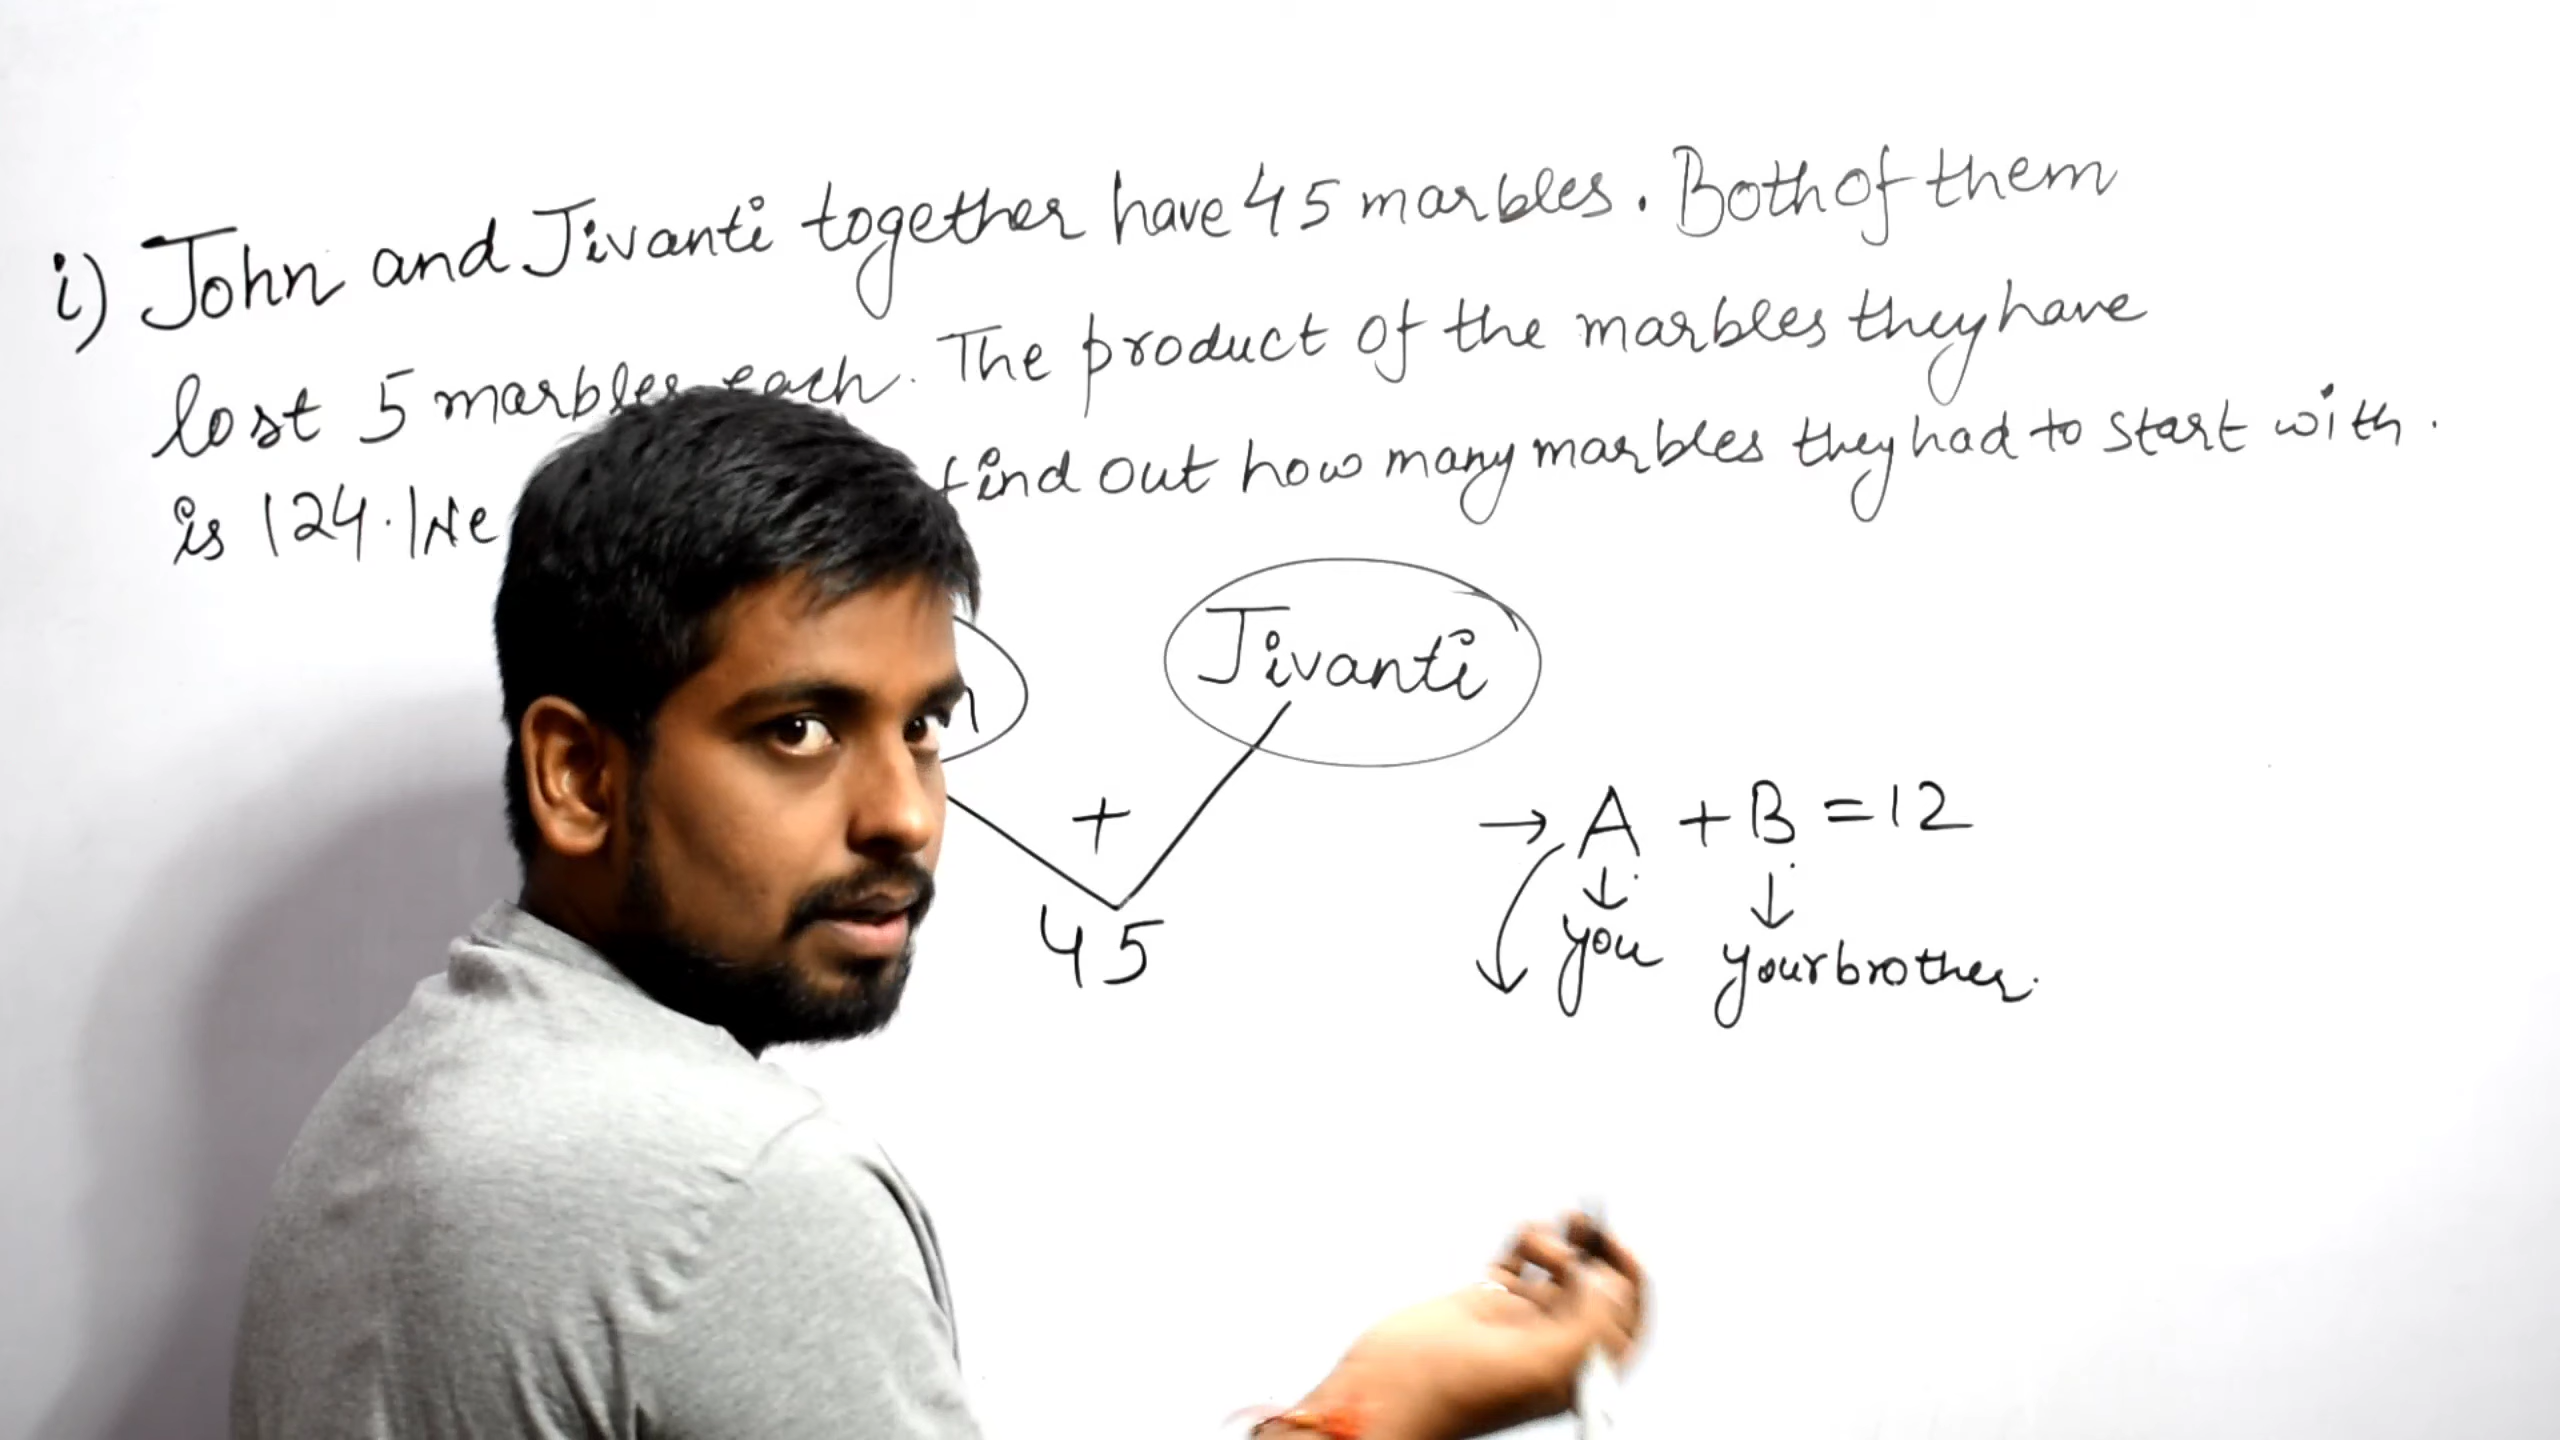 i) John and Jivanti together have 45 marbles. Both of them
lost 5 marbles each. The product of the marbles they have
is 124. We find out how many marbles they had to start with.
Jivanti
+
45
→ A + B = 12
↓ ↓
you your brother.